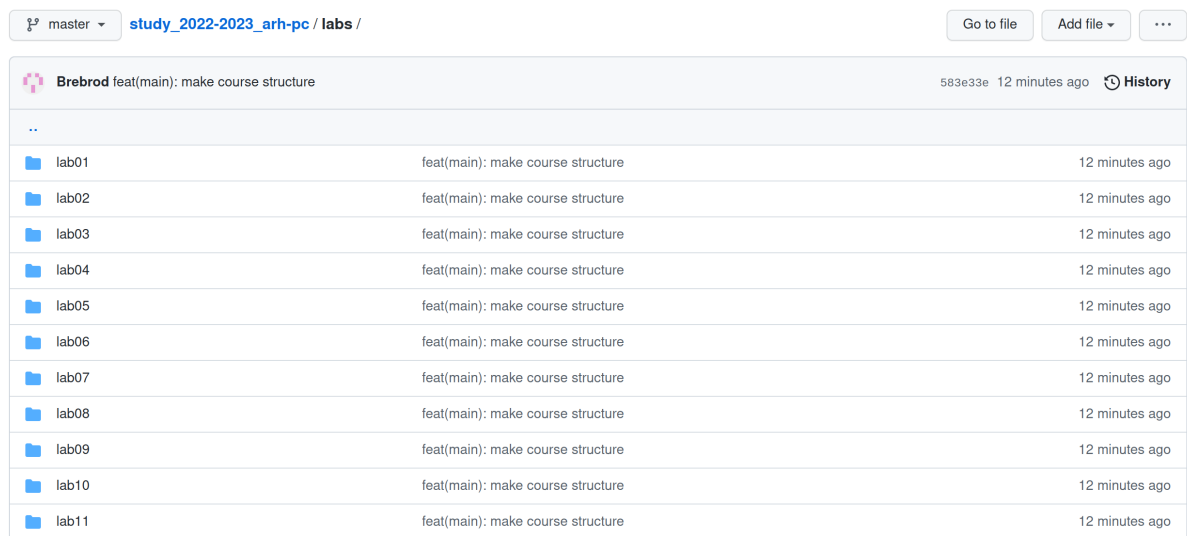 master study_2022-2023_arh-pc / labs / Go to file Add file ...
Brebrod feat(main): make course structure 583e33e 12 minutes ago History
..
lab01 feat(main): make course structure 12 minutes ago
lab02 feat(main): make course structure 12 minutes ago
lab03 feat(main): make course structure 12 minutes ago
lab04 feat(main): make course structure 12 minutes ago
lab05 feat(main): make course structure 12 minutes ago
lab06 feat(main): make course structure 12 minutes ago
lab07 feat(main): make course structure 12 minutes ago
lab08 feat(main): make course structure 12 minutes ago
lab09 feat(main): make course structure 12 minutes ago
lab10 feat(main): make course structure 12 minutes ago
lab11 feat(main): make course structure 12 minutes ago